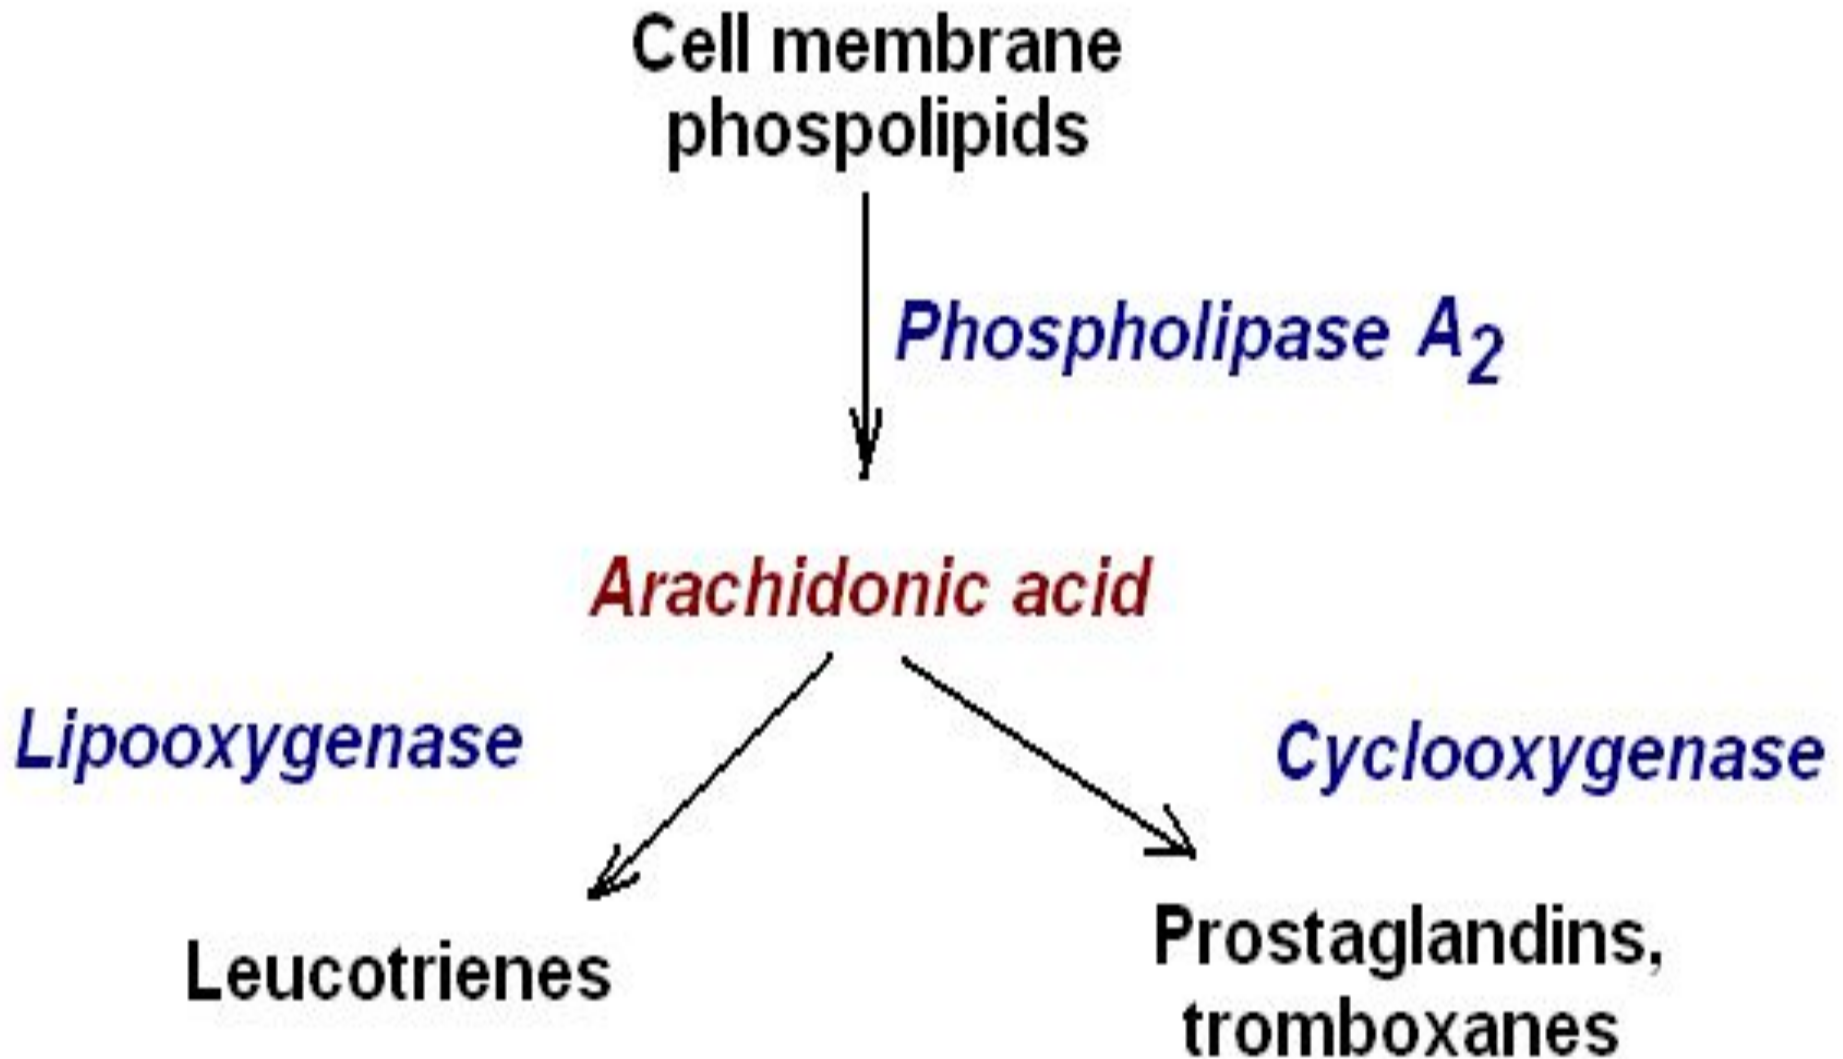 Cell membrane
phospolipids
Phospholipase A2
Arachidonic acid
Lipooxygenase
Cyclooxygenase
Leucotrienes
Prostaglandins,
tromboxanes